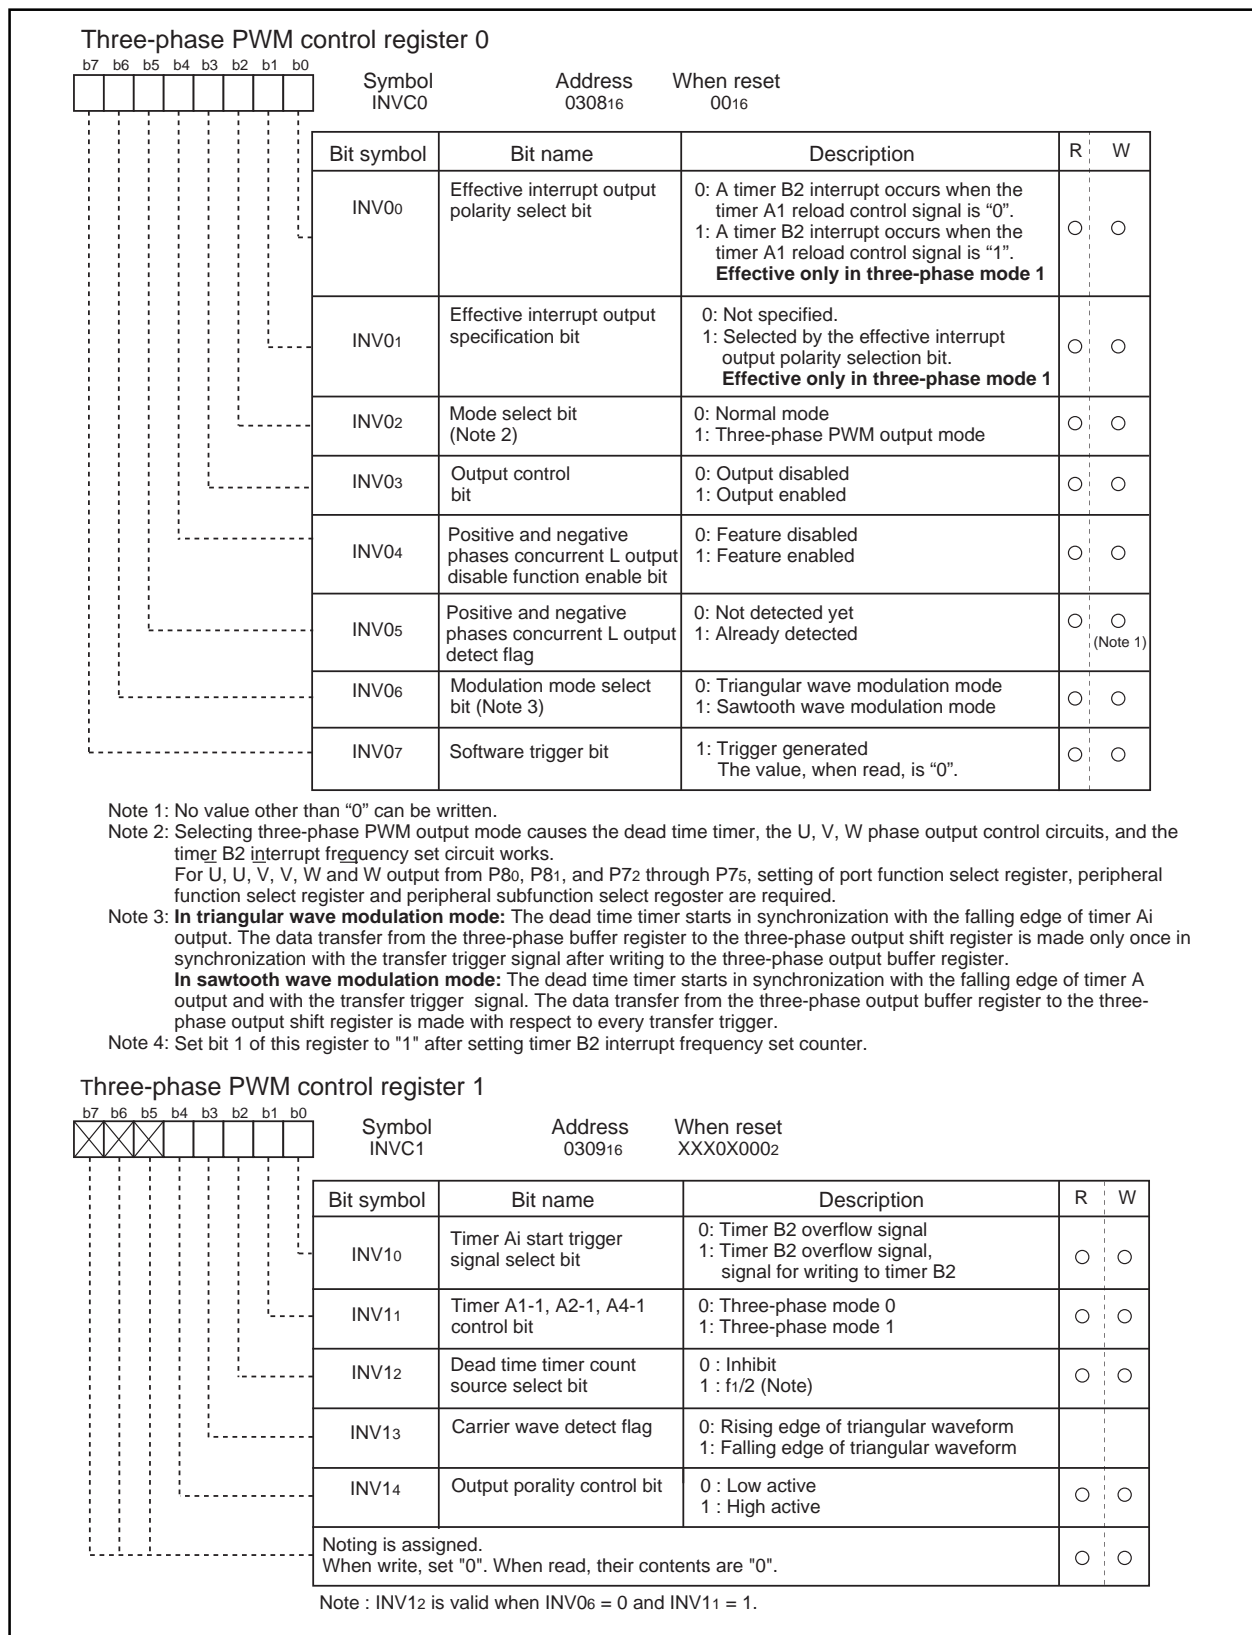 Three-phase PWM control register 0
b7 b6 b5 b4 b3 b2 b1 b0
Symbol Address When reset
INVC0 030816 0016
Bit symbol Bit name Description R W
INV00 Effective interrupt output polarity select bit 0: A timer B2 interrupt occurs when the
timer A1 reload control signal is “0”.
1: A timer B2 interrupt occurs when the
timer A1 reload control signal is “1”.
Effective only in three-phase mode 1
INV01 Effective interrupt output specification bit 0: Not specified.
1: Selected by the effective interrupt
output polarity selection bit.
Effective only in three-phase mode 1
INV02 Mode select bit (Note 2) 0: Normal mode
1: Three-phase PWM output mode
INV03 Output control bit 0: Output disabled
1: Output enabled
INV04 Positive and negative phases concurrent L output disable function enable bit 0: Feature disabled
1: Feature enabled
INV05 Positive and negative phases concurrent L output detect flag 0: Not detected yet
1: Already detected
(Note 1)
INV06 Modulation mode select bit (Note 3) 0: Triangular wave modulation mode
1: Sawtooth wave modulation mode
INV07 Software trigger bit 1: Trigger generated
The value, when read, is “0”.
Note 1: No value other than “0” can be written.
Note 2: Selecting three-phase PWM output mode causes the dead time timer, the U, V, W phase output control circuits, and the
timer B2 interrupt frequency set circuit works.
For U, U̅, V, V̅, W and W̅ output from P80, P81, and P72 through P75, setting of port function select register, peripheral
function select register and peripheral subfunction select regoster are required.
Note 3: In triangular wave modulation mode: The dead time timer starts in synchronization with the falling edge of timer Ai
output. The data transfer from the three-phase buffer register to the three-phase output shift register is made only once in
synchronization with the transfer trigger signal after writing to the three-phase output buffer register.
In sawtooth wave modulation mode: The dead time timer starts in synchronization with the falling edge of timer A
output and with the transfer trigger signal. The data transfer from the three-phase output buffer register to the three-
phase output shift register is made with respect to every transfer trigger.
Note 4: Set bit 1 of this register to "1" after setting timer B2 interrupt frequency set counter.
Three-phase PWM control register 1
b7 b6 b5 b4 b3 b2 b1 b0
Symbol Address When reset
INVC1 030916 XXX0X0002
Bit symbol Bit name Description R W
INV10 Timer Ai start trigger signal select bit 0: Timer B2 overflow signal
1: Timer B2 overflow signal,
signal for writing to timer B2
INV11 Timer A1-1, A2-1, A4-1 control bit 0: Three-phase mode 0
1: Three-phase mode 1
INV12 Dead time timer count source select bit 0 : Inhibit
1 : f1/2 (Note)
INV13 Carrier wave detect flag 0: Rising edge of triangular waveform
1: Falling edge of triangular waveform
INV14 Output porality control bit 0 : Low active
1 : High active
Noting is assigned.
When write, set "0". When read, their contents are "0".
Note : INV12 is valid when INV06 = 0 and INV11 = 1.